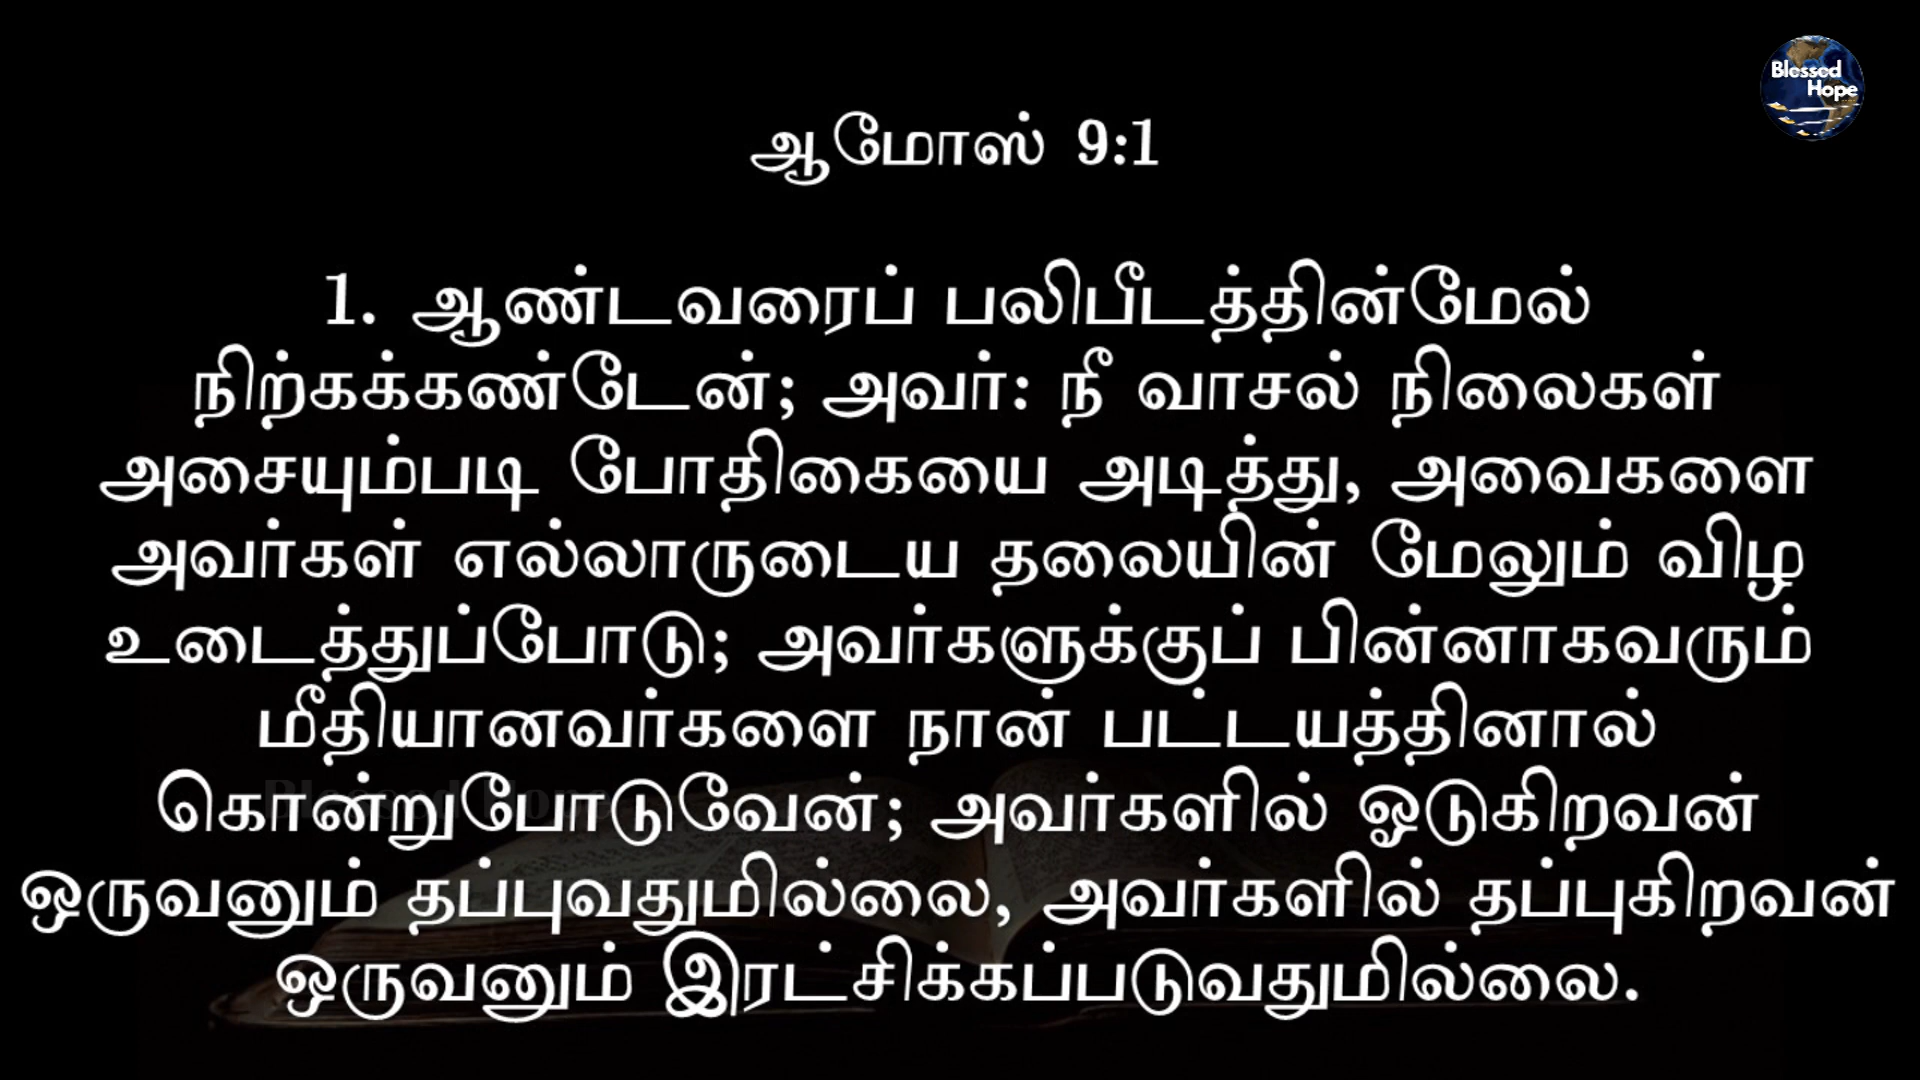 Blessed
Hope
ஆமோஸ் 9:1
1. ஆண்டவரைப் பலிபீடத்தின்மேல்
நிற்கக்கண்டேன்; அவர்: நீ வாசல் நிலைகள்
அசையும்படி போதிகையை அடித்து, அவைகளை
அவர்கள் எல்லாருடைய தலையின் மேலும் விழ
உடைத்துப்போடு; அவர்களுக்குப் பின்னாகவரும்
மீதியானவர்களை நான் பட்டயத்தினால்
கொன்றுபோடுவேன்; அவர்களில் ஓடுகிறவன்
ஒருவனும் தப்புவதுமில்லை, அவர்களில் தப்புகிறவன்
ஒருவனும் இரட்சிக்கப்படுவதுமில்லை.